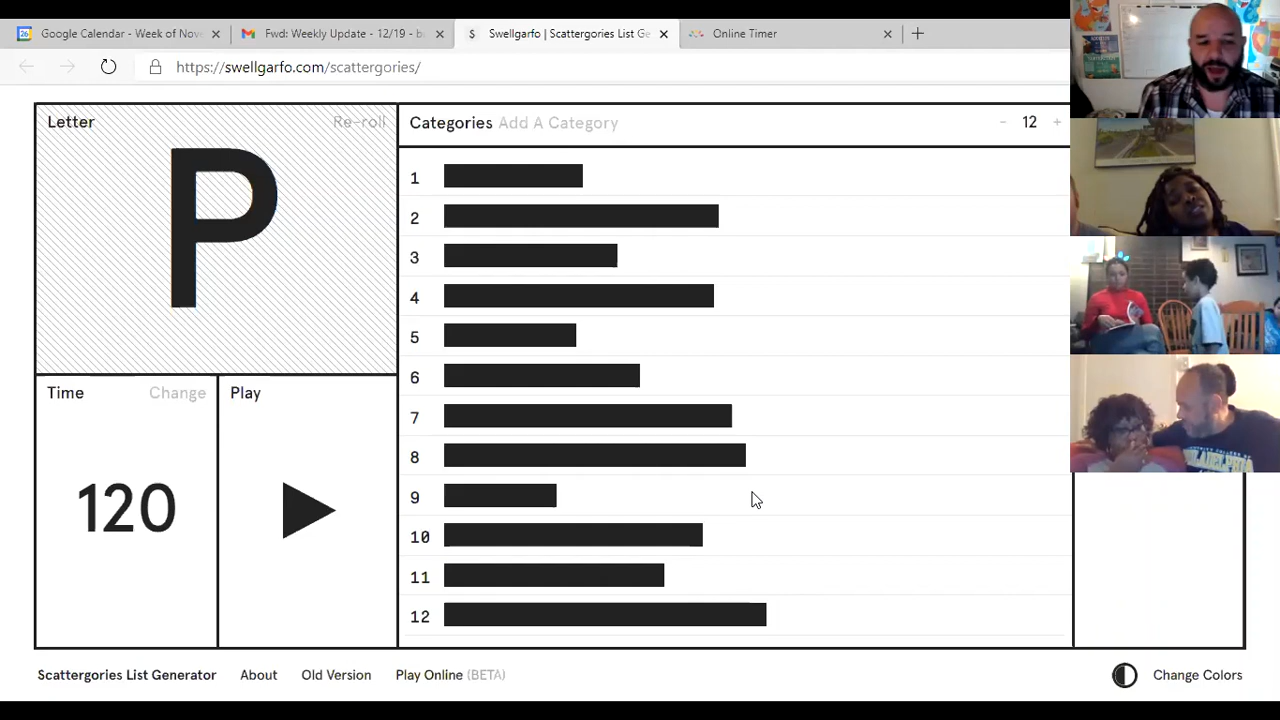 Google Calendar - Week of Nov
Fwd: Weekly Update - 12/19 - b
Swellgarfo | Scattergories List Ge
Online Timer
https://swellgarfo.com/scattergories/
Letter
Re-roll
Categories Add A Category
- 12 +
P
1
2
3
4
5
6
7
8
9
10
11
12
Time
Change
Play
120
Scattergories List Generator
About
Old Version
Play Online (BETA)
Change Colors
PHILADELPHIA